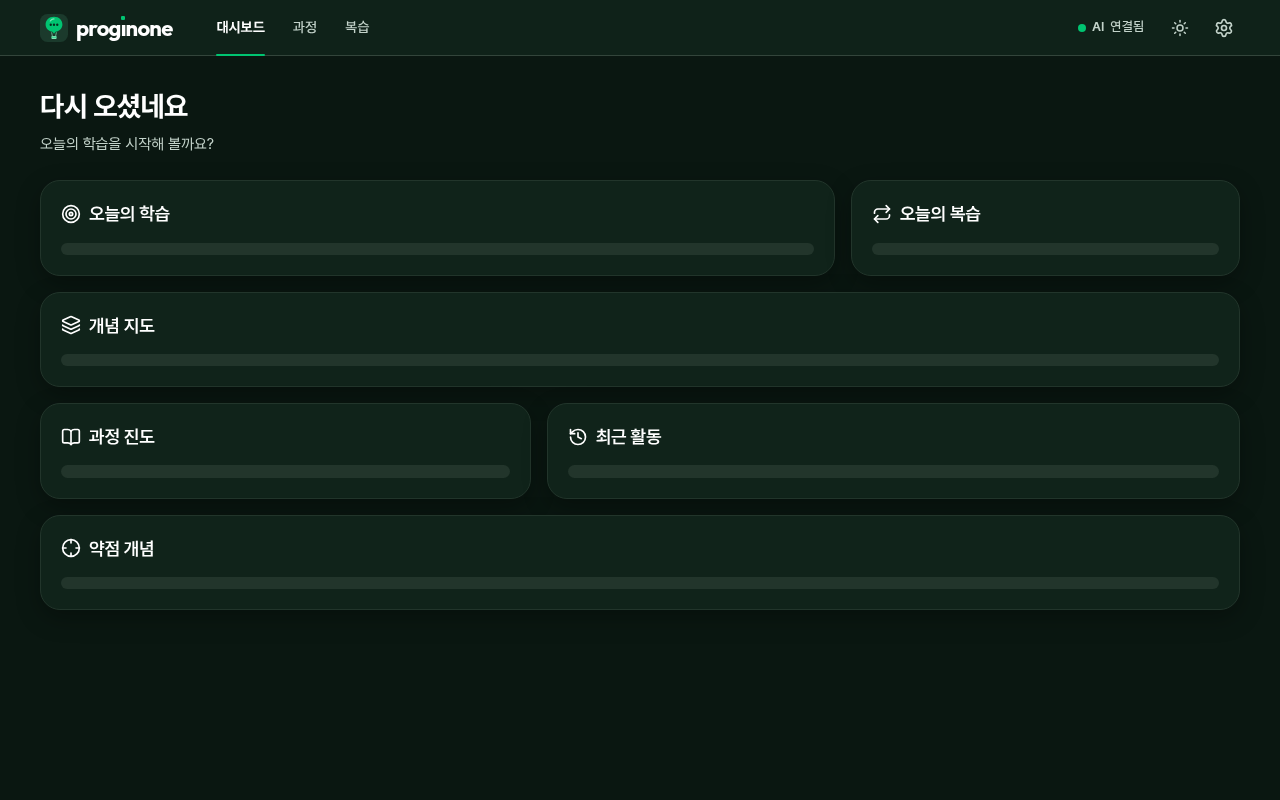 proginone
대시보드
과정
복습
AI 연결됨
다시 오셨네요
오늘의 학습을 시작해 볼까요?
오늘의 학습
오늘의 복습
개념 지도
과정 진도
최근 활동
약점 개념